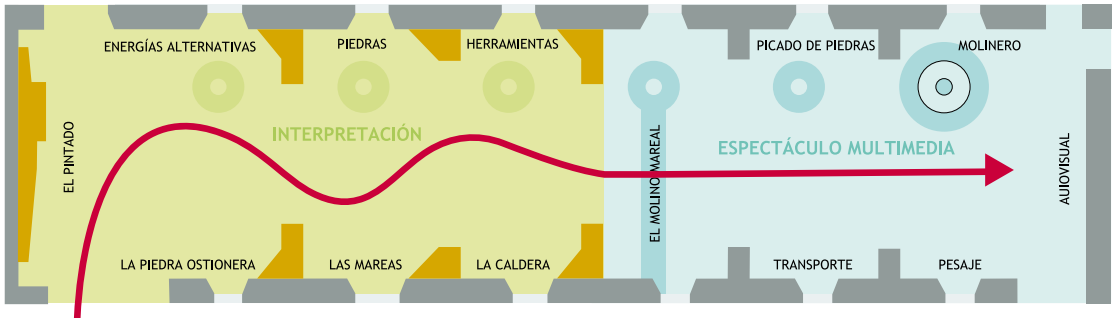 ENERGÍAS ALTERNATIVAS
PIEDRAS
HERRAMIENTAS
PICADO DE PIEDRAS
MOLINERO
EL PINTADO
INTERPRETACIÓN
EL MOLINO MAREAL
ESPECTÁCULO MULTIMEDIA
AUIOVISUAL
LA PIEDRA OSTIONERA
LAS MAREAS
LA CALDERA
TRANSPORTE
PESAJE